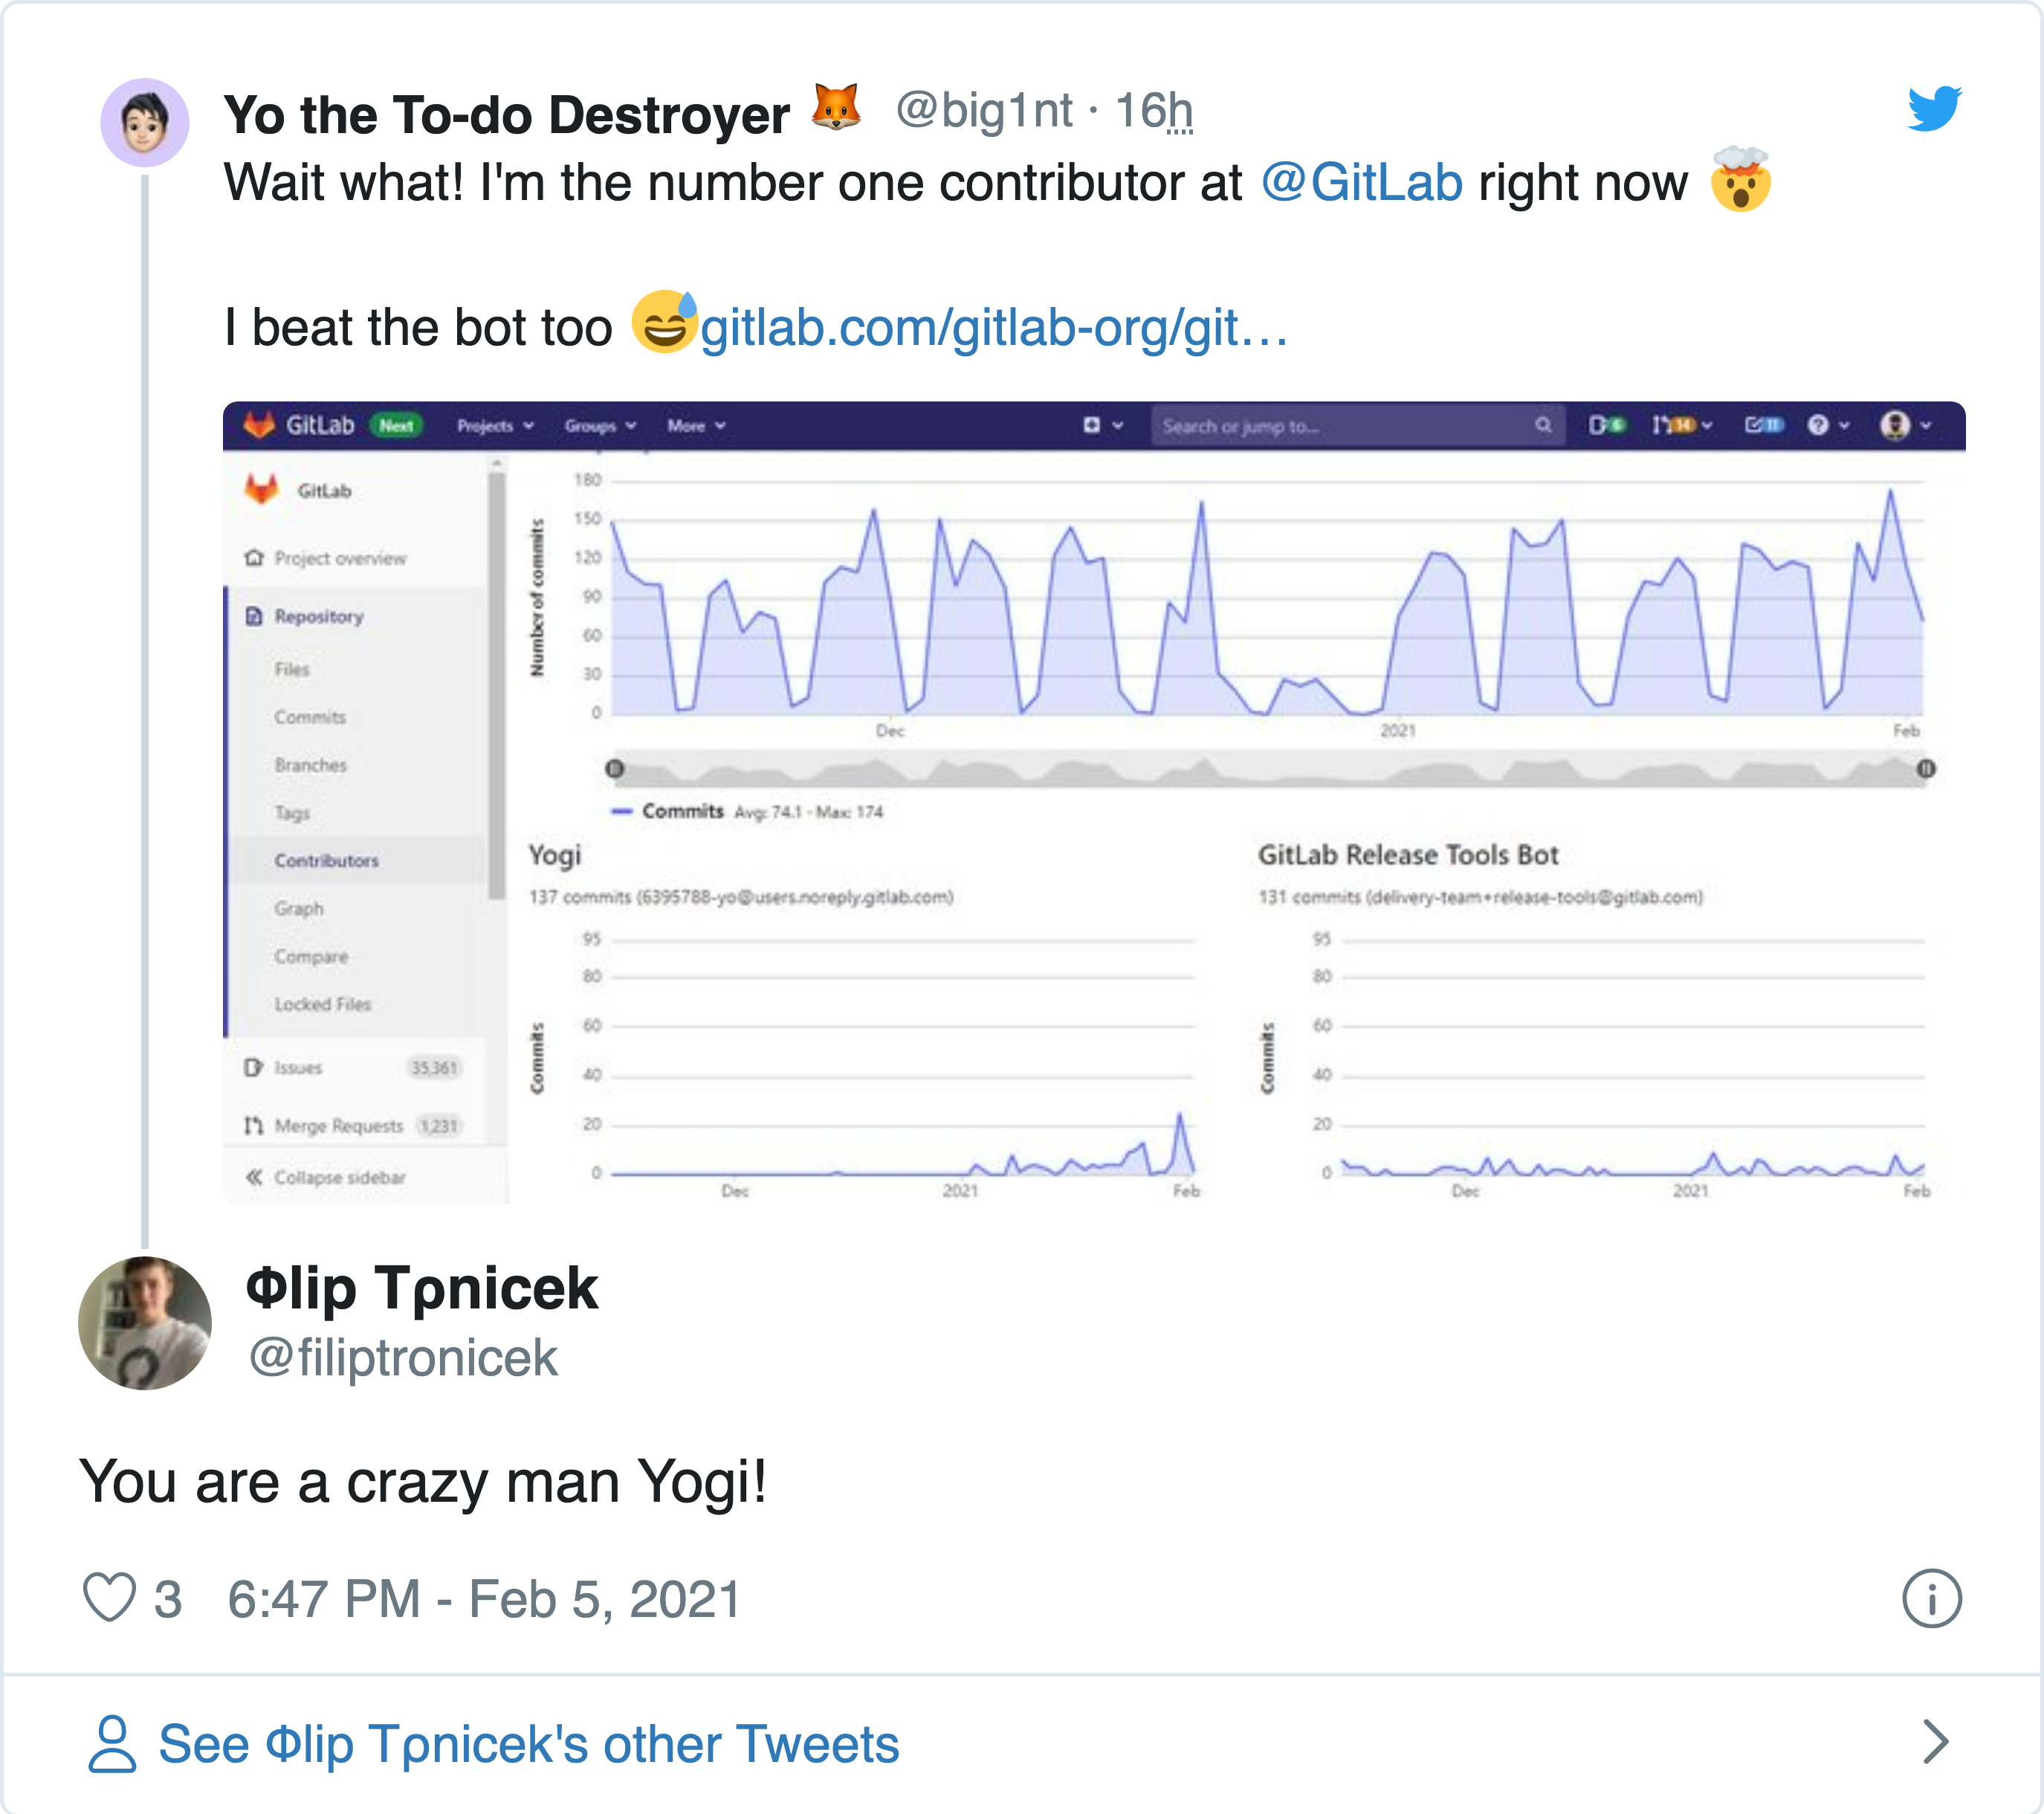 Yo the To-do Destroyer 🦊 @big1nt · 16h
Wait what! I'm the number one contributor at @GitLab right now 🤯
I beat the bot too 😅gitlab.com/gitlab-org/git…
GitLab Next Projects Groups More Search or jump to... 6 14 11
GitLab
Project overview
Repository
Files
Commits
Branches
Tags
Contributors
Graph
Compare
Locked Files
Issues 35,361
Merge Requests 1,231
Collapse sidebar
Number of commits
180
150
120
90
60
30
0
Dec 2021 Feb
Commits Avg: 74.1 - Max: 174
Yogi
137 commits (6395788-yo@users.noreply.gitlab.com)
Commits
95
80
60
40
20
0
Dec 2021 Feb
GitLab Release Tools Bot
131 commits (delivery-team+release-tools@gitlab.com)
Commits
95
80
60
40
20
0
Dec 2021 Feb
Φlip Tρnicek
@filiptronicek
You are a crazy man Yogi!
3 6:47 PM - Feb 5, 2021
See Φlip Tρnicek's other Tweets